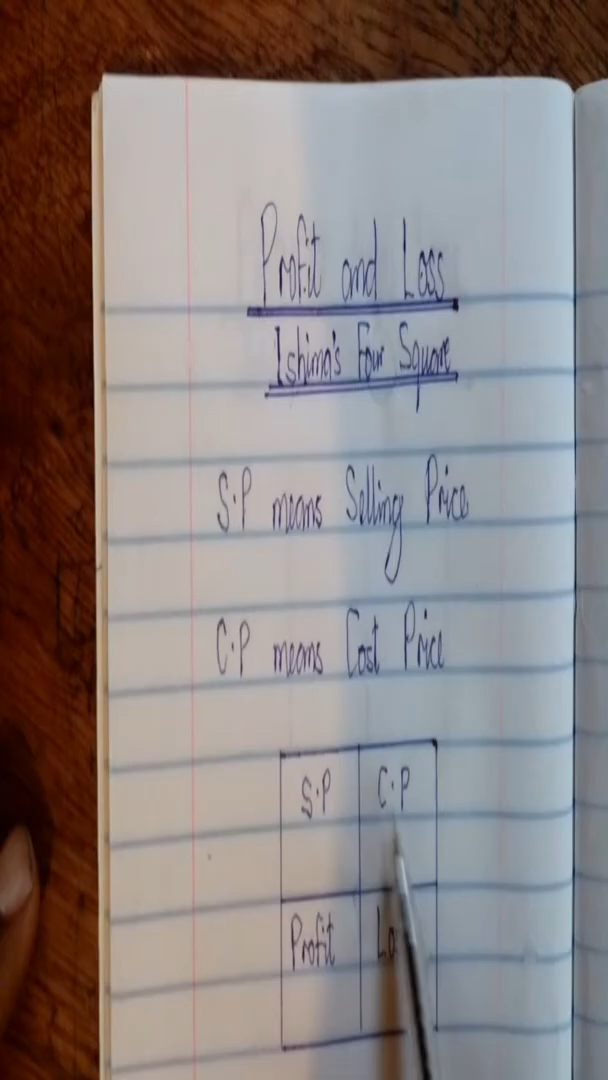 Profit and Loss
Ishima's Four Square
S.P means Selling Price
C.P means Cost Price
S.P C.P
Profit